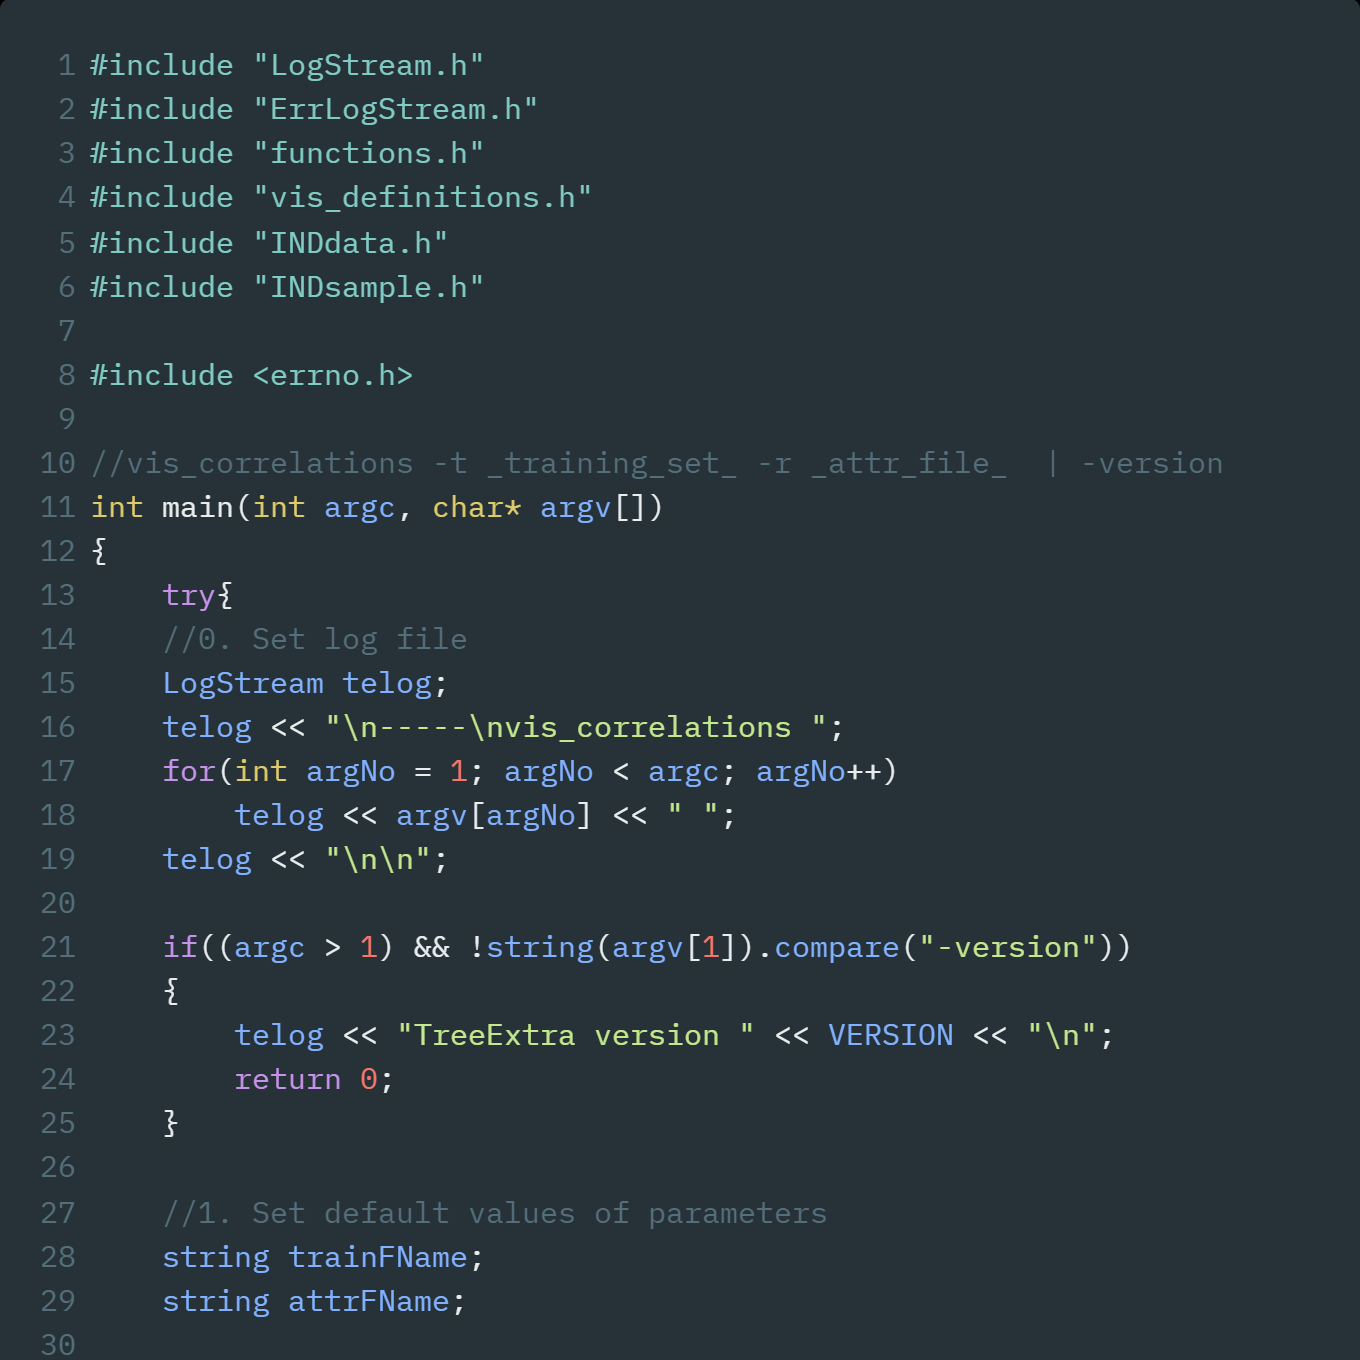 1 #include "LogStream.h"
2 #include "ErrLogStream.h"
3 #include "functions.h"
4 #include "vis_definitions.h"
5 #include "INDdata.h"
6 #include "INDsample.h"
7
8 #include <errno.h>
9
10 //vis_correlations -t _training_set_ -r _attr_file_  | -version
11 int main(int argc, char* argv[])
12 {
13     try{
14     //0. Set log file
15     LogStream telog;
16     telog << "\n-----\nvis_correlations ";
17     for(int argNo = 1; argNo < argc; argNo++)
18         telog << argv[argNo] << " ";
19     telog << "\n\n";
20
21     if((argc > 1) && !string(argv[1]).compare("-version"))
22     {
23         telog << "TreeExtra version " << VERSION << "\n";
24         return 0;
25     }
26
27     //1. Set default values of parameters
28     string trainFName;
29     string attrFName;
30